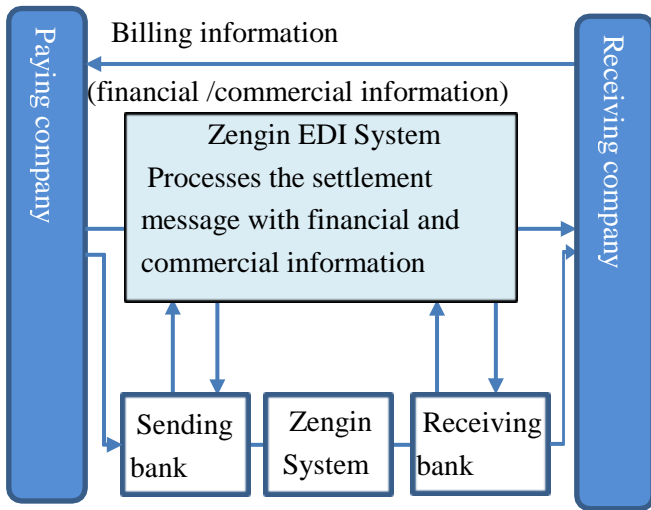 Billing information
(financial /commercial information)
Paying company
Receiving company
Zengin EDI System
Processes the settlement
message with financial and
commercial information
Sending
bank
Zengin
System
Receiving
bank